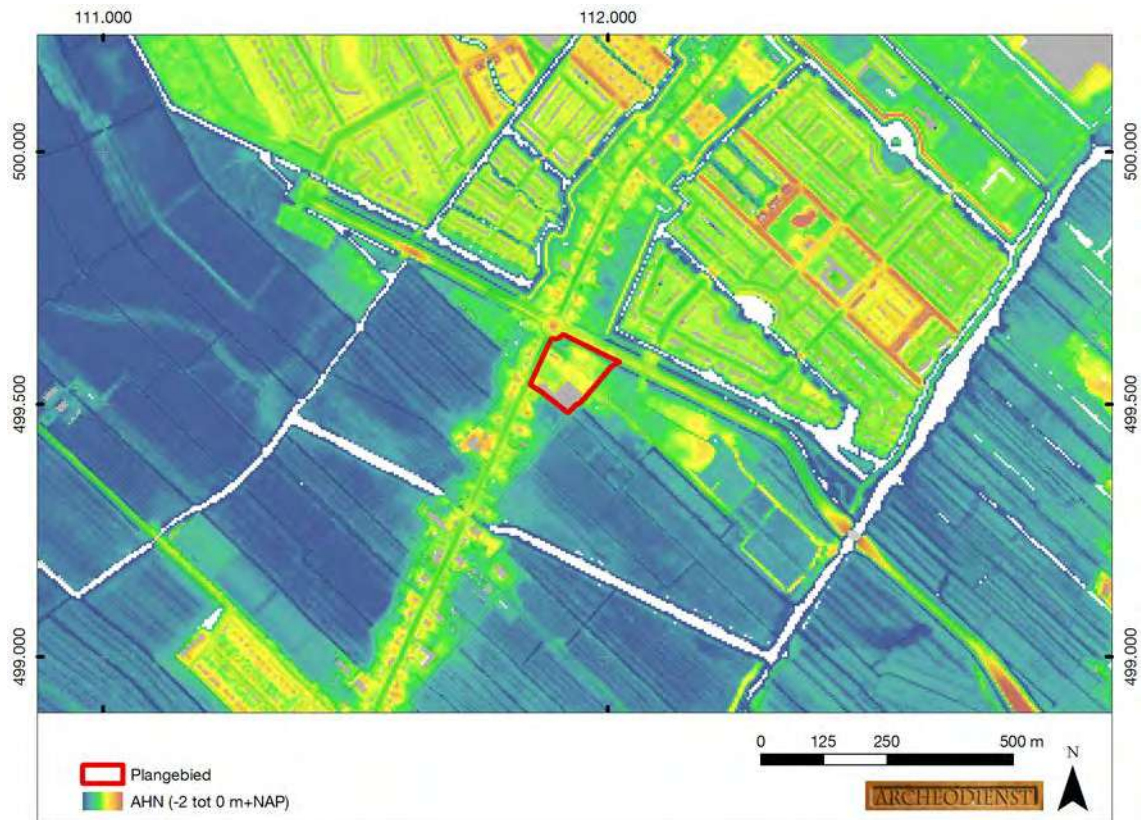 111.000 112.000
500.000 500.000
499.500 499.500
499.000 499.000
0 125 250 500 m
N
Plangebied
AHN (-2 tot 0 m+NAP)
ARCHEODIENST